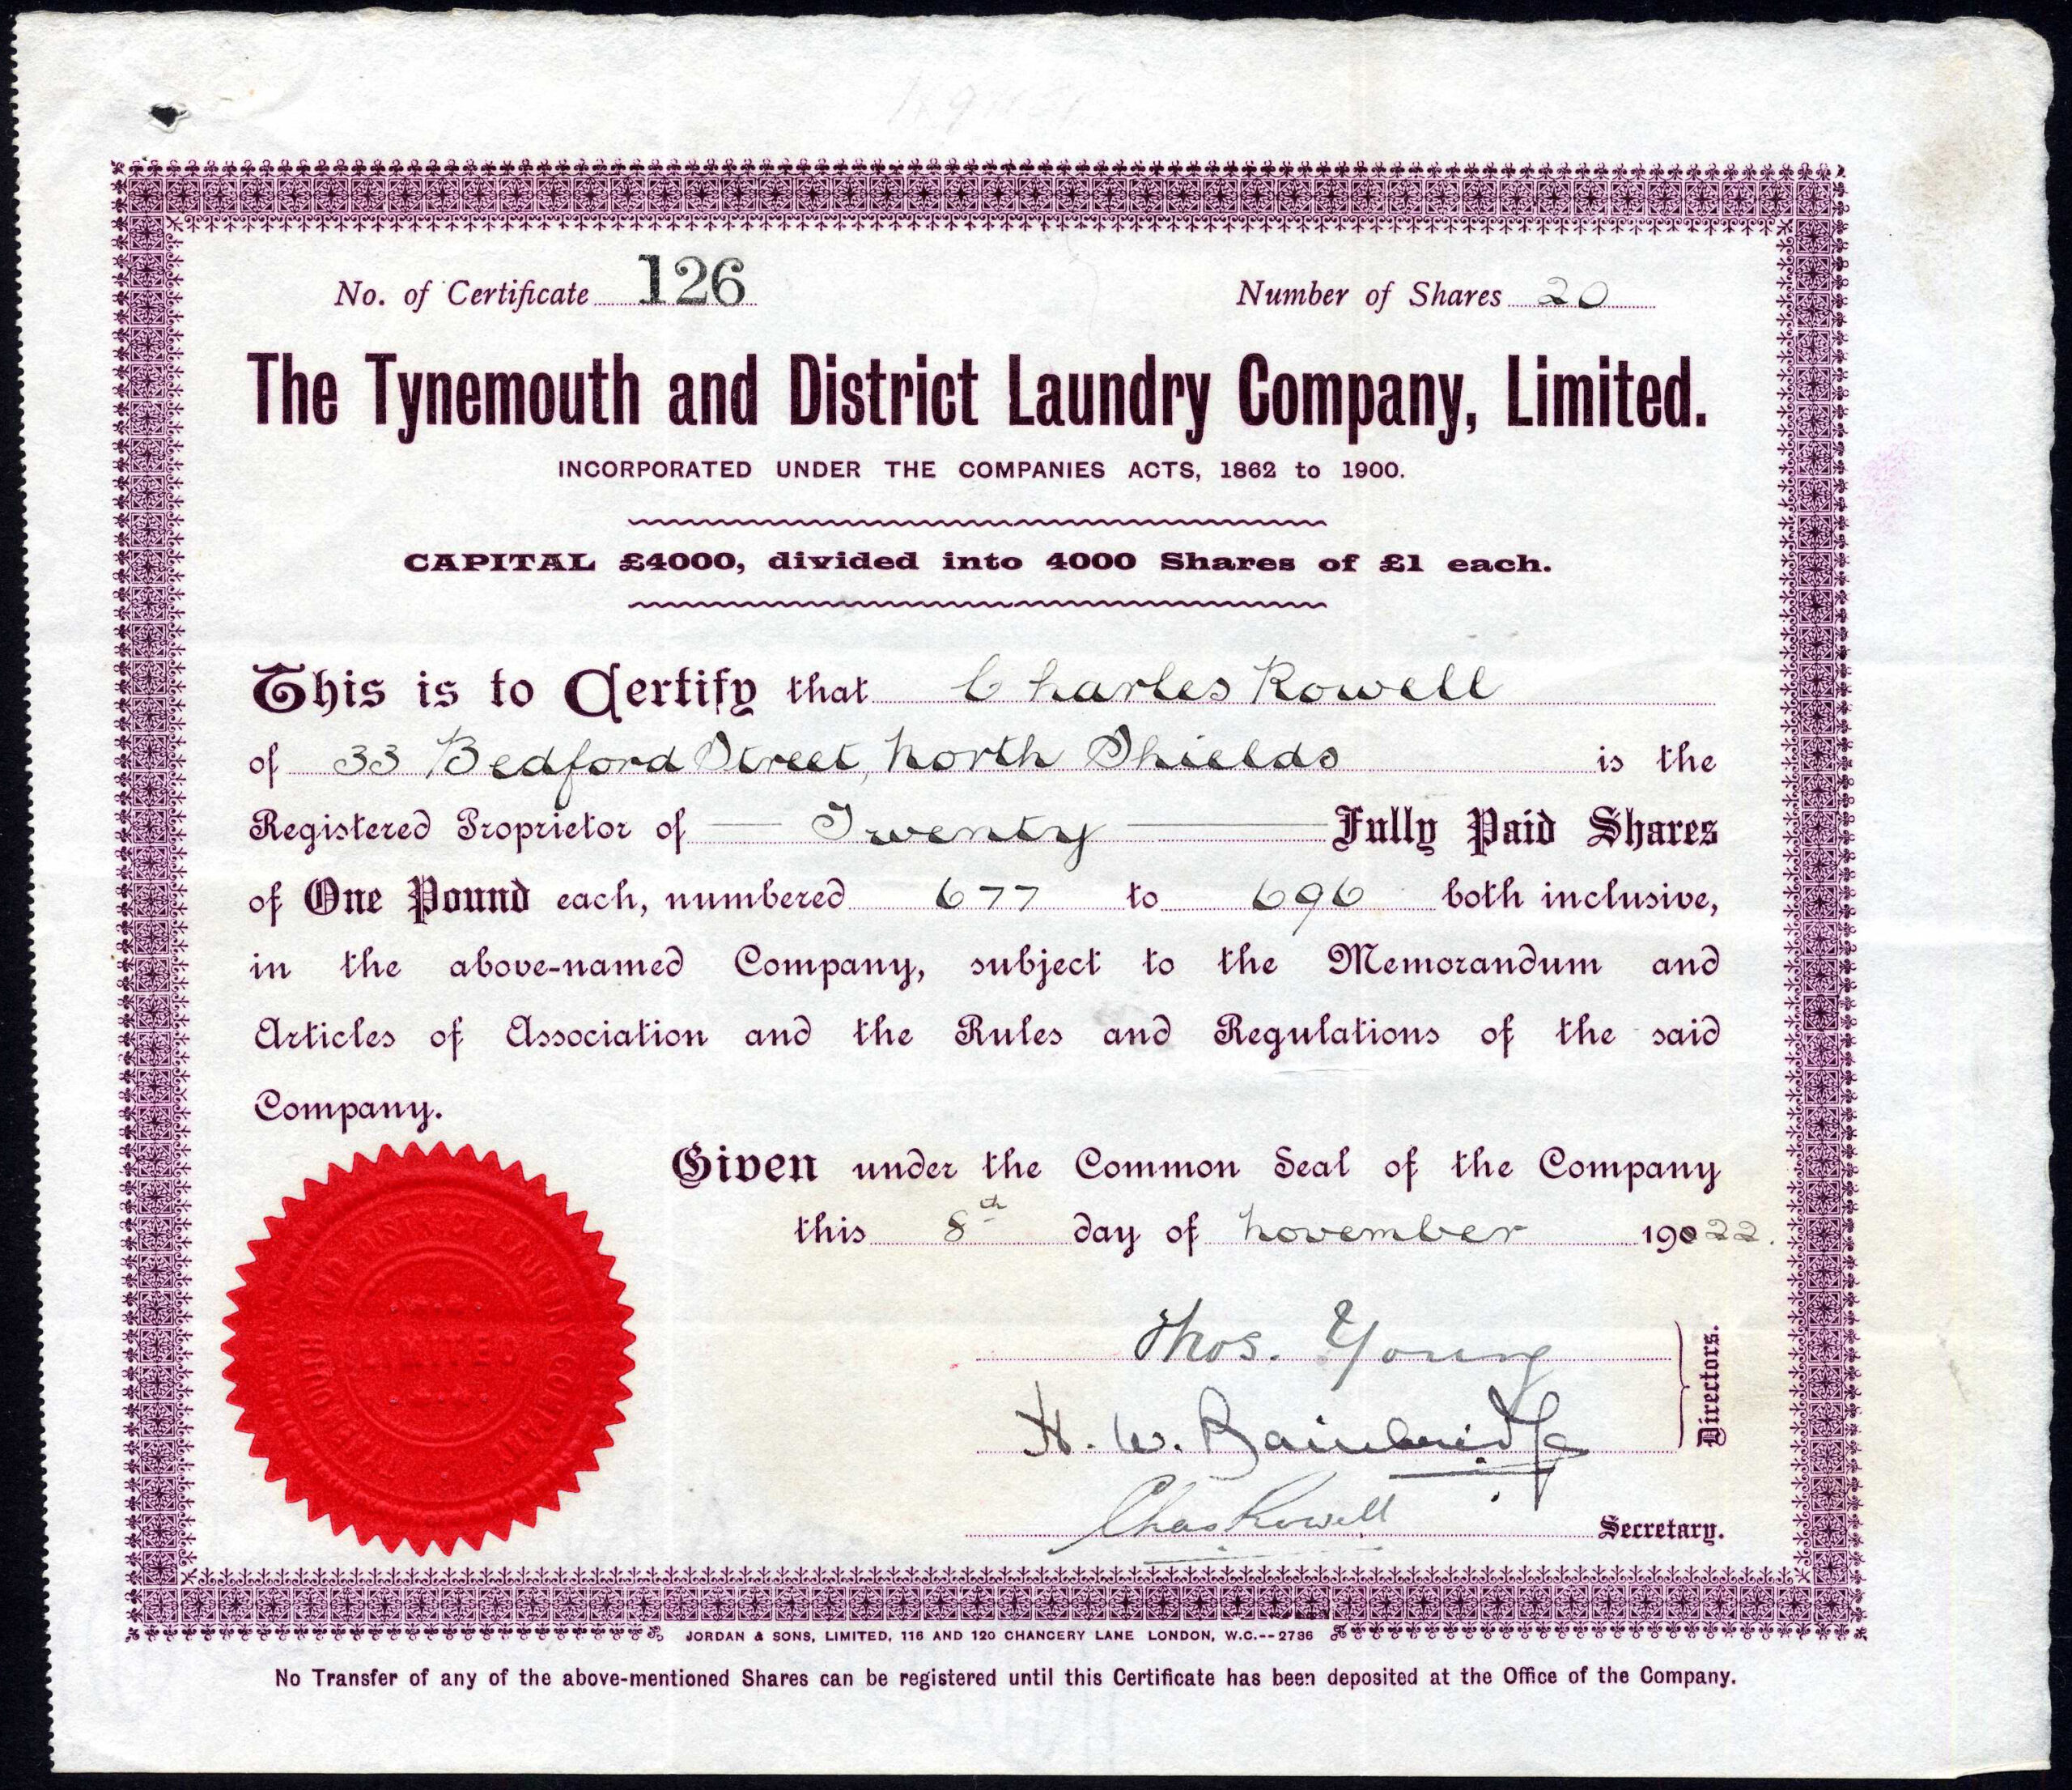 No. of Certificate 126 Number of Shares 20
The Tynemouth and District Laundry Company, Limited.
INCORPORATED UNDER THE COMPANIES ACTS, 1862 to 1900.
CAPITAL £4000, divided into 4000 Shares of £1 each.
This is to Certify that Charles Rowell
of 33 Bedford Street, North Shields is the
Registered Proprietor of Twenty Fully Paid Shares
of One Pound each, numbered 677 to 696 both inclusive,
in the above-named Company, subject to the Memorandum and
Articles of Association and the Rules and Regulations of the said
Company.
Given under the Common Seal of the Company
this 8th day of November 19022.
Thos. Young
H. W. Bainbridge
Directors.
Chas Rowell Secretary.
JORDAN & SONS, LIMITED, 116 AND 120 CHANCERY LANE LONDON, W.C.--2786
No Transfer of any of the above-mentioned Shares can be registered until this Certificate has been deposited at the Office of the Company.